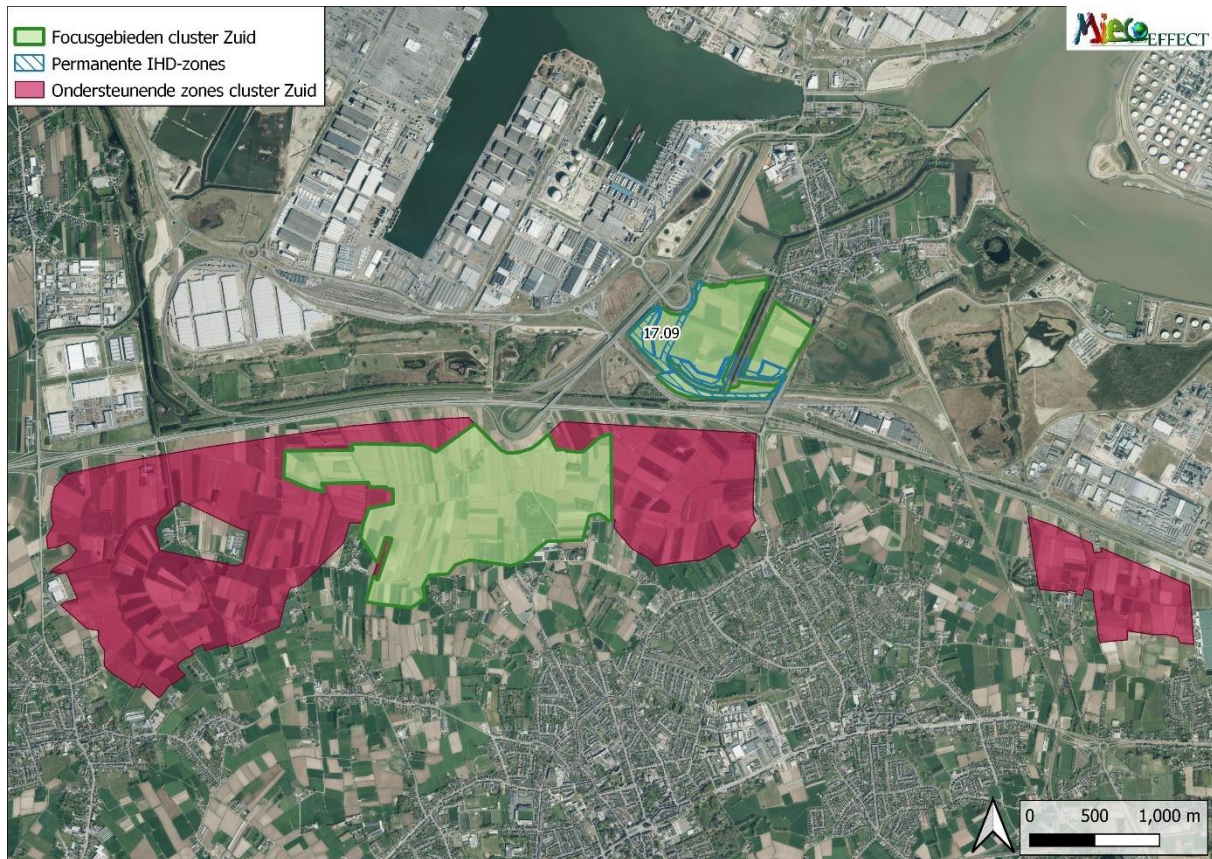 Focusgebieden cluster Zuid
Permanente IHD-zones
Ondersteunende zones cluster Zuid
Mieco EFFECT
17.09
0 500 1,000 m